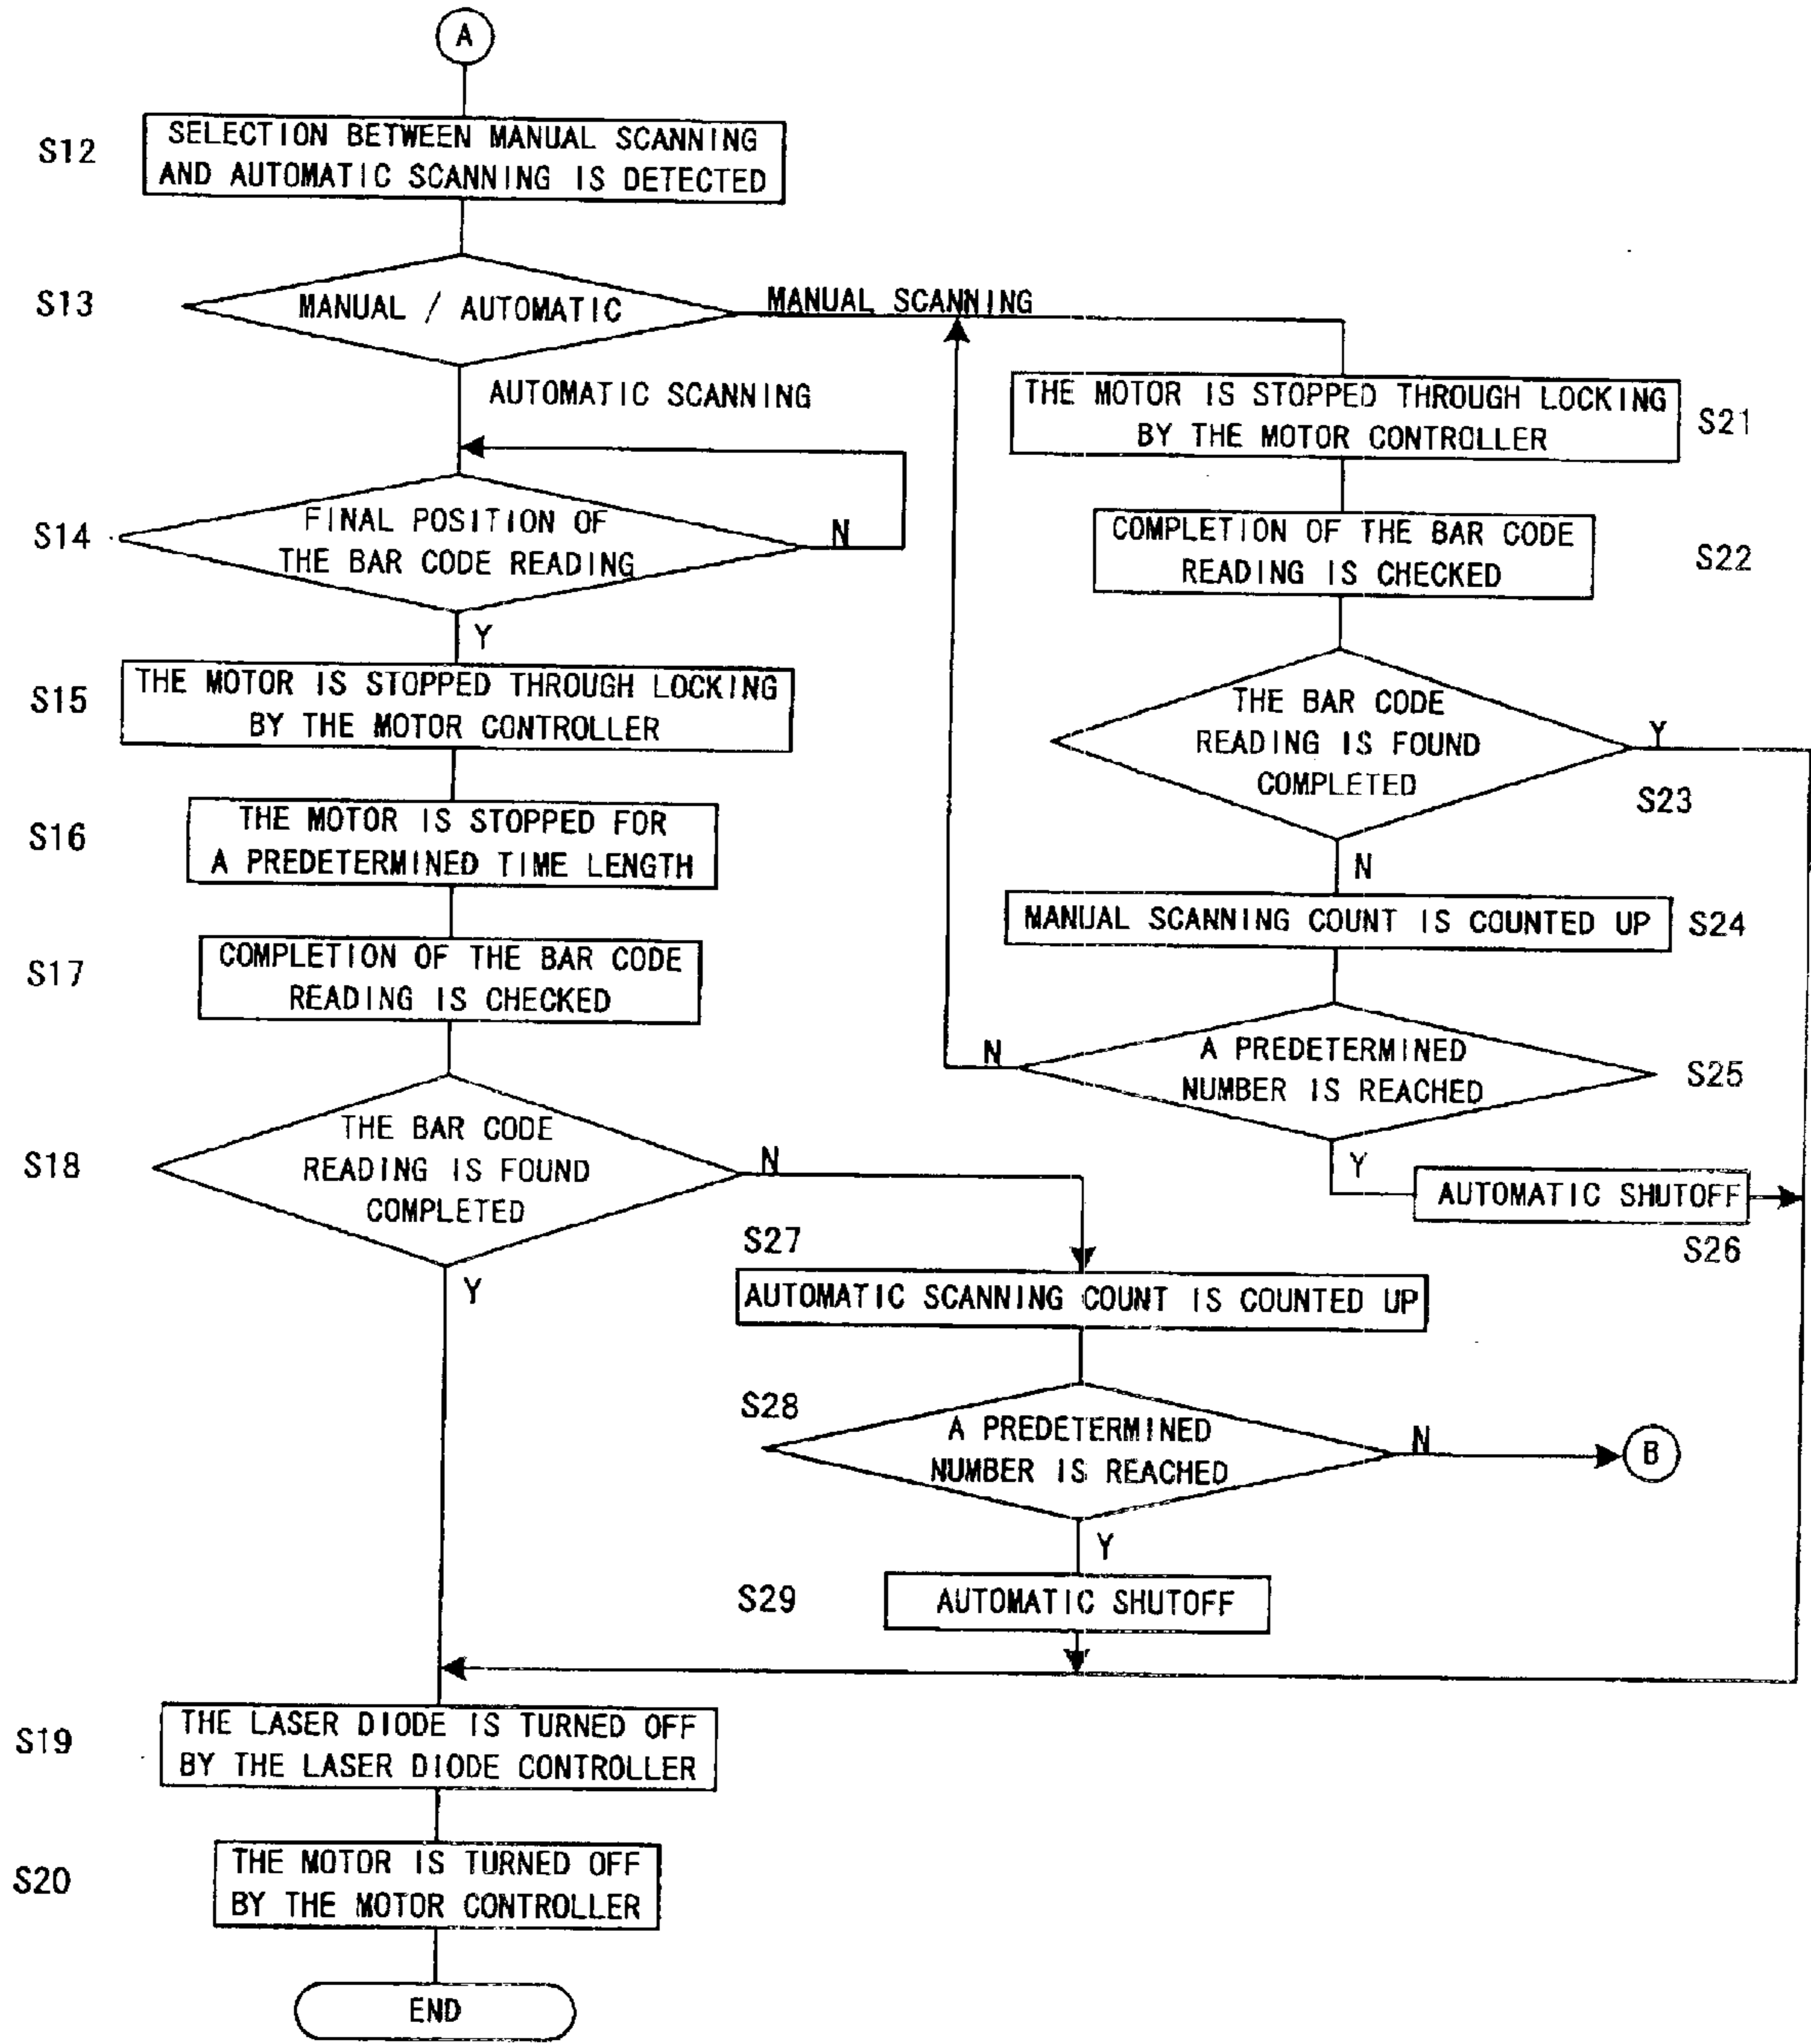 A
S12
SELECTION BETWEEN MANUAL SCANNING
AND AUTOMATIC SCANNING IS DETECTED
S13
MANUAL / AUTOMATIC
MANUAL SCANNING
AUTOMATIC SCANNING
S14
FINAL POSITION OF
THE BAR CODE READING
N
Y
S15
THE MOTOR IS STOPPED THROUGH LOCKING
BY THE MOTOR CONTROLLER
S16
THE MOTOR IS STOPPED FOR
A PREDETERMINED TIME LENGTH
S17
COMPLETION OF THE BAR CODE
READING IS CHECKED
S18
THE BAR CODE
READING IS FOUND
COMPLETED
N
Y
THE MOTOR IS STOPPED THROUGH LOCKING
BY THE MOTOR CONTROLLER
S21
COMPLETION OF THE BAR CODE
READING IS CHECKED
S22
THE BAR CODE
READING IS FOUND
COMPLETED
Y
S23
N
MANUAL SCANNING COUNT IS COUNTED UP
S24
N
A PREDETERMINED
NUMBER IS REACHED
S25
Y
AUTOMATIC SHUTOFF
S26
S27
AUTOMATIC SCANNING COUNT IS COUNTED UP
S28
A PREDETERMINED
NUMBER IS REACHED
N
B
Y
S29
AUTOMATIC SHUTOFF
S19
THE LASER DIODE IS TURNED OFF
BY THE LASER DIODE CONTROLLER
S20
THE MOTOR IS TURNED OFF
BY THE MOTOR CONTROLLER
END